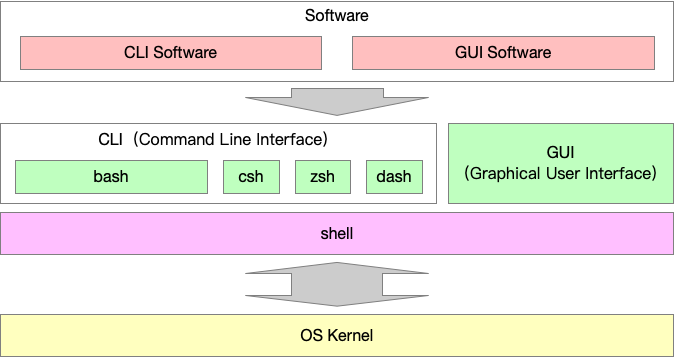 Software
CLI Software
GUI Software
CLI（Command Line Interface）
bash
csh
zsh
dash
GUI
（Graphical User Interface）
shell
OS Kernel